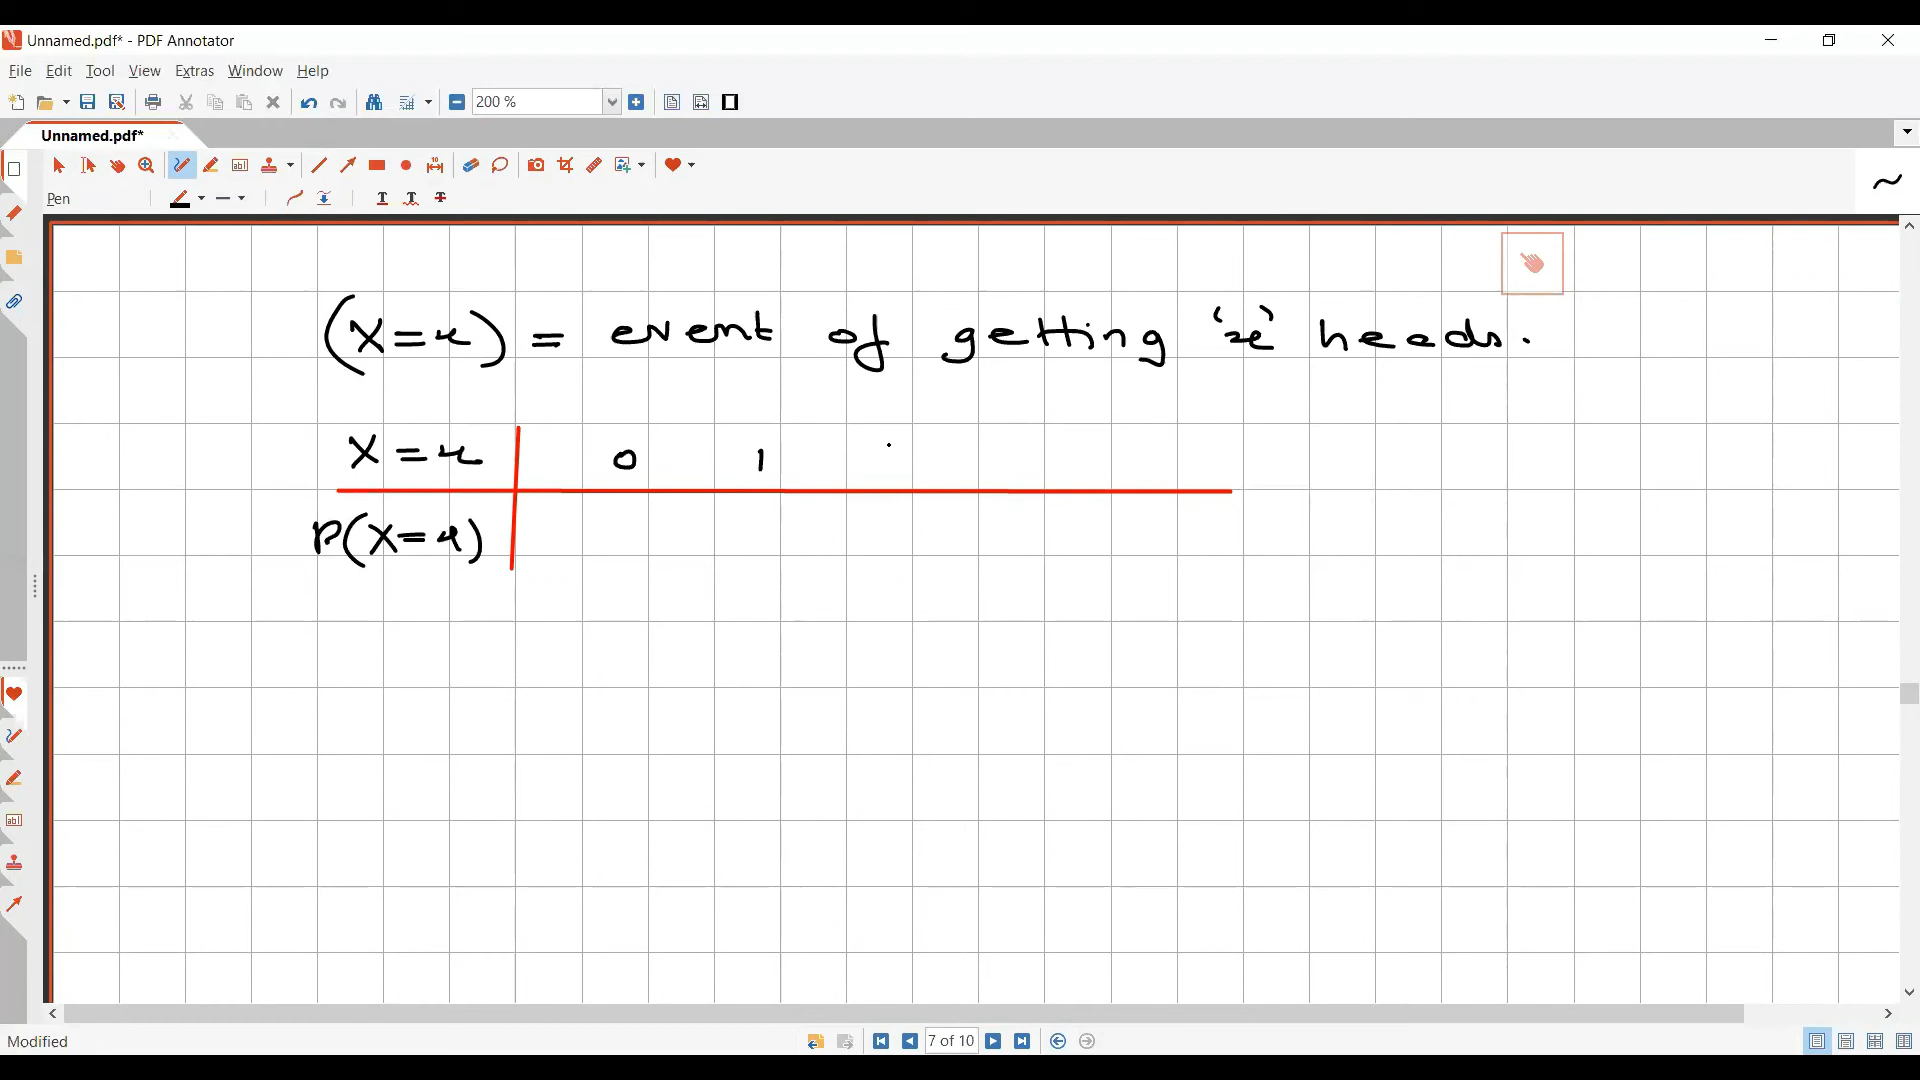 Unnamed.pdf* - PDF Annotator
File Edit Tool View Extras Window Help
200 %
Unnamed.pdf*
Pen
(X=x) = event of getting 'x' heads.
X = x 0 1
P(X=x)
Modified
7 of 10